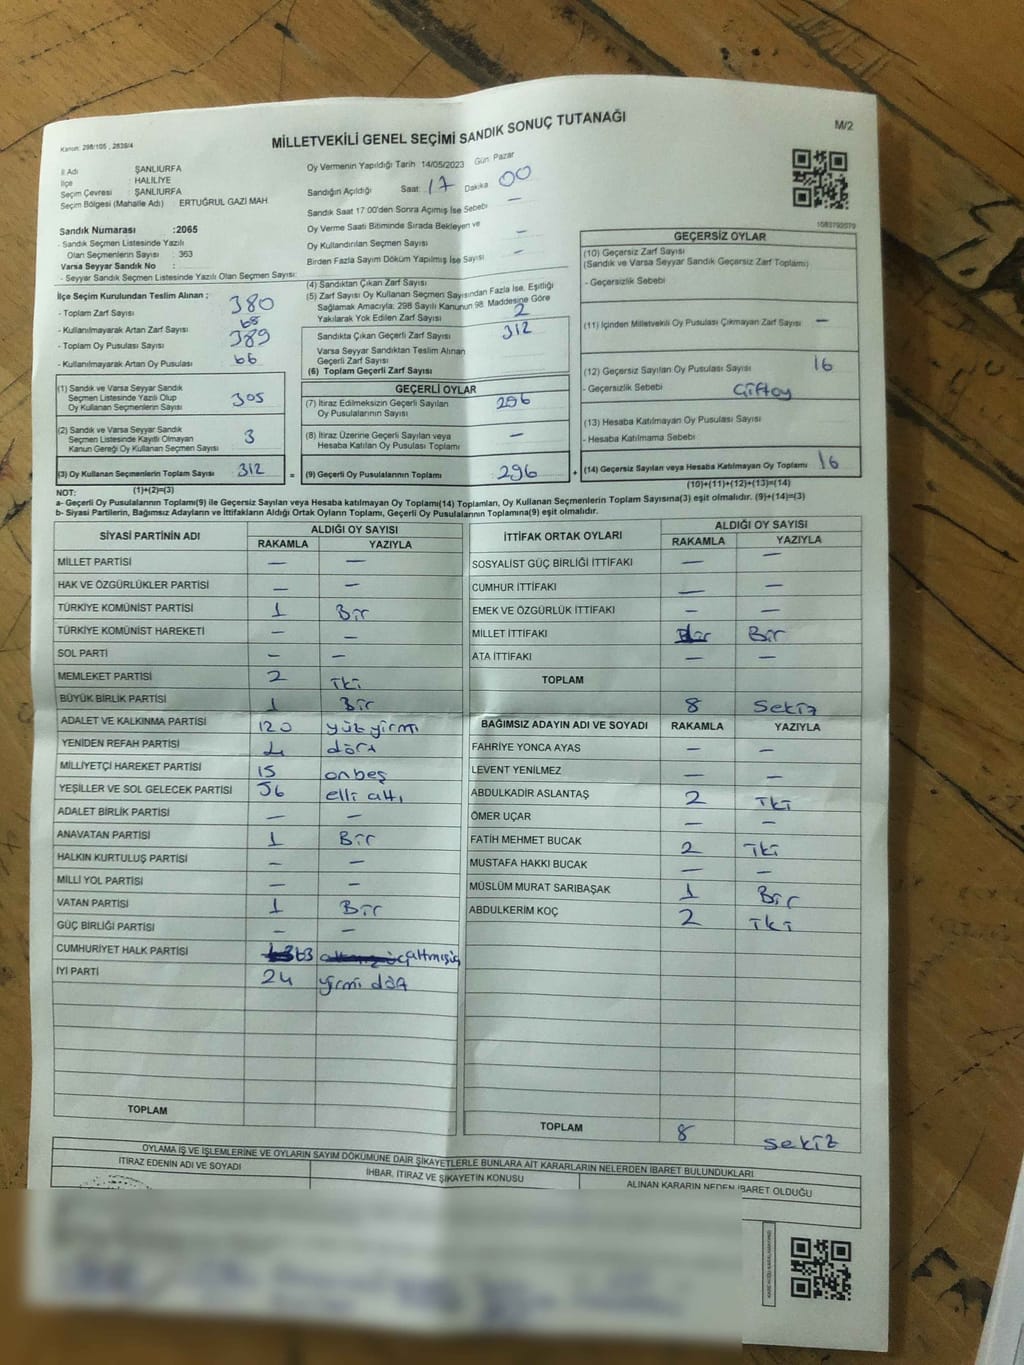 Kanun: 298/105 , 2839/4
MİLLETVEKİLİ GENEL SEÇİMİ SANDIK SONUÇ TUTANAĞI
M/2
İl Adı : ŞANLIURFA
İlçe : HALİLİYE
Seçim Çevresi : ŞANLIURFA
Seçim Bölgesi (Mahalle Adı) : ERTUĞRUL GAZİ MAH.
Sandık Numarası :2065
- Sandık Seçmen Listesinde Yazılı
Olan Seçmenlerin Sayısı : 363
Varsa Seyyar Sandık No :
- Seyyar Sandık Seçmen Listesinde Yazılı Olan Seçmen Sayısı:
Oy Vermenin Yapıldığı Tarih 14/05/2023 Gün: Pazar
Sandığın Açıldığı Saat: 17 Dakika 00
Sandık Saat 17:00'den Sonra Açımış İse Sebebi —
Oy Verme Saati Bitiminde Sırada Bekleyen ve
Oy Kullandırılan Seçmen Sayısı —
Birden Fazla Sayım Döküm Yapılmış İse Sayısı —
İlçe Seçim Kurulundan Teslim Alınan ;
- Toplam Zarf Sayısı 380
- Kullanılmayarak Artan Zarf Sayısı 68
- Toplam Oy Pusulası Sayısı 389
- Kullanılmayarak Artan Oy Pusulası 66
(1) Sandık ve Varsa Seyyar Sandık
Seçmen Listesinde Yazılı Olup
Oy Kullanan Seçmenlerin Sayısı 305
(2) Sandık ve Varsa Seyyar Sandık
Seçmen Listesinde Kayıtlı Olmayan
Kanun Gereği Oy Kullanan Seçmen Sayısı 3
(3) Oy Kullanan Seçmenlerin Toplam Sayısı 312 =
(1)+(2)=(3)
(4) Sandıktan Çıkan Zarf Sayısı
(5) Zarf Sayısı Oy Kullanan Seçmen Sayısından Fazla İse, Eşitliği
Sağlamak Amacıyla; 298 Sayılı Kanunun 98. Maddesine Göre
Yakılarak Yok Edilen Zarf Sayısı 2
Sandıkta Çıkan Geçerli Zarf Sayısı 312
Varsa Seyyar Sandıktan Teslim Alınan
Geçerli Zarf Sayısı
(6) Toplam Geçerli Zarf Sayısı
GEÇERLİ OYLAR
(7) İtiraz Edilmeksizin Geçerli Sayılan
Oy Pusulalarının Sayısı 296
(8) İtiraz Üzerine Geçerli Sayılan veya
Hesaba Katılan Oy Pusulası Toplamı —
(9) Geçerli Oy Pusulalarının Toplamı 296 +
1683793579
GEÇERSİZ OYLAR
(10) Geçersiz Zarf Sayısı
(Sandık ve Varsa Seyyar Sandık Geçersiz Zarf Toplamı)
- Geçersizlik Sebebi
(11) İçinden Milletvekili Oy Pusulası Çıkmayan Zarf Sayısı —
(12) Geçersiz Sayılan Oy Pusulası Sayısı 16
- Geçersizlik Sebebi Çiftoy
(13) Hesaba Katılmayan Oy Pusulası Sayısı
- Hesaba Katılmama Sebebi
(14) Geçersiz Sayılan veya Hesaba Katılmayan Oy Toplamı 16
(10)+(11)+(12)+(13)=(14)
NOT:
a- Geçerli Oy Pusulalarının Toplamı(9) ile Geçersiz Sayılan veya Hesaba katılmayan Oy Toplamı(14) Toplamları, Oy Kullanan Seçmenlerin Toplam Sayısına(3) eşit olmalıdır. (9)+(14)=(3)
b- Siyasi Partilerin, Bağımsız Adayların ve İttifakların Aldığı Ortak Oyların Toplamı, Geçerli Oy Pusulalarının Toplamına(9) eşit olmalıdır.
SİYASİ PARTİNİN ADI ALDIĞI OY SAYISI
RAKAMLA YAZIYLA
MİLLET PARTİSİ — —
HAK VE ÖZGÜRLÜKLER PARTİSİ — —
TÜRKİYE KOMÜNİST PARTİSİ 1 Bir
TÜRKİYE KOMÜNİST HAREKETİ — —
SOL PARTİ — —
MEMLEKET PARTİSİ 2 iki
BÜYÜK BİRLİK PARTİSİ 1 Bir
ADALET VE KALKINMA PARTİSİ 120 yüzyirmi
YENİDEN REFAH PARTİSİ 4 dört
MİLLİYETÇİ HAREKET PARTİSİ 15 onbeş
YEŞİLLER VE SOL GELECEK PARTİSİ 56 elli altı
ADALET BİRLİK PARTİSİ — —
ANAVATAN PARTİSİ 1 Bir
HALKIN KURTULUŞ PARTİSİ — —
MİLLİ YOL PARTİSİ — —
VATAN PARTİSİ 1 Bir
GÜÇ BİRLİĞİ PARTİSİ — —
CUMHURİYET HALK PARTİSİ 63 altmışüç
İYİ PARTİ 24 yirmi dört
TOPLAM
İTTİFAK ORTAK OYLARI ALDIĞI OY SAYISI
RAKAMLA YAZIYLA
SOSYALİST GÜÇ BİRLİĞİ İTTİFAKI — —
CUMHUR İTTİFAKI — —
EMEK VE ÖZGÜRLÜK İTTİFAKI — —
MİLLET İTTİFAKI Bir
ATA İTTİFAKI — —
TOPLAM 8 sekiz
BAĞIMSIZ ADAYIN ADI VE SOYADI RAKAMLA YAZIYLA
FAHRİYE YONCA AYAS — —
LEVENT YENİLMEZ — —
ABDULKADİR ASLANTAŞ 2 iki
ÖMER UÇAR — —
FATİH MEHMET BUCAK 2 iki
MUSTAFA HAKKI BUCAK — —
MÜSLÜM MURAT SARIBAŞAK 1 Bir
ABDULKERİM KOÇ 2 iki
TOPLAM 8 sekiz
OYLAMA İŞ VE İŞLEMLERİNE VE OYLARIN SAYIM DÖKÜMÜNE DAİR ŞİKAYETLERLE BUNLARA AİT KARARLARIN NELERDEN İBARET BULUNDUKLARI
İTİRAZ EDENİN ADI VE SOYADI
İHBAR, İTİRAZ VE ŞİKAYETİN KONUSU
ALINAN KARARIN NEDEN İBARET OLDUĞU